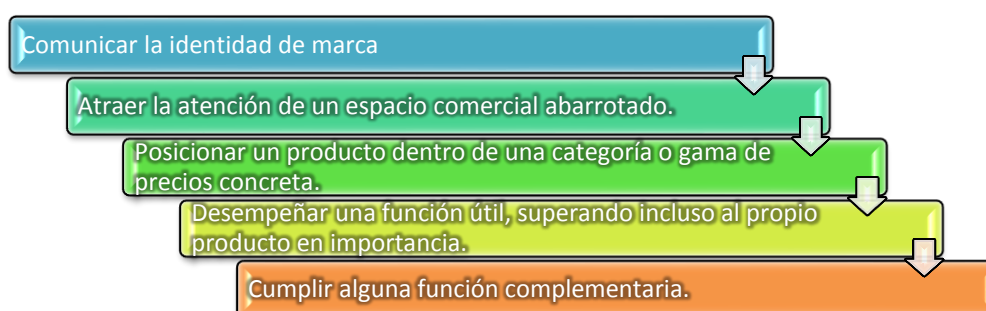 Comunicar la identidad de marca
Atraer la atención de un espacio comercial abarrotado.
Posicionar un producto dentro de una categoría o gama de
precios concreta.
Desempeñar una función útil, superando incluso al propio
producto en importancia.
Cumplir alguna función complementaria.